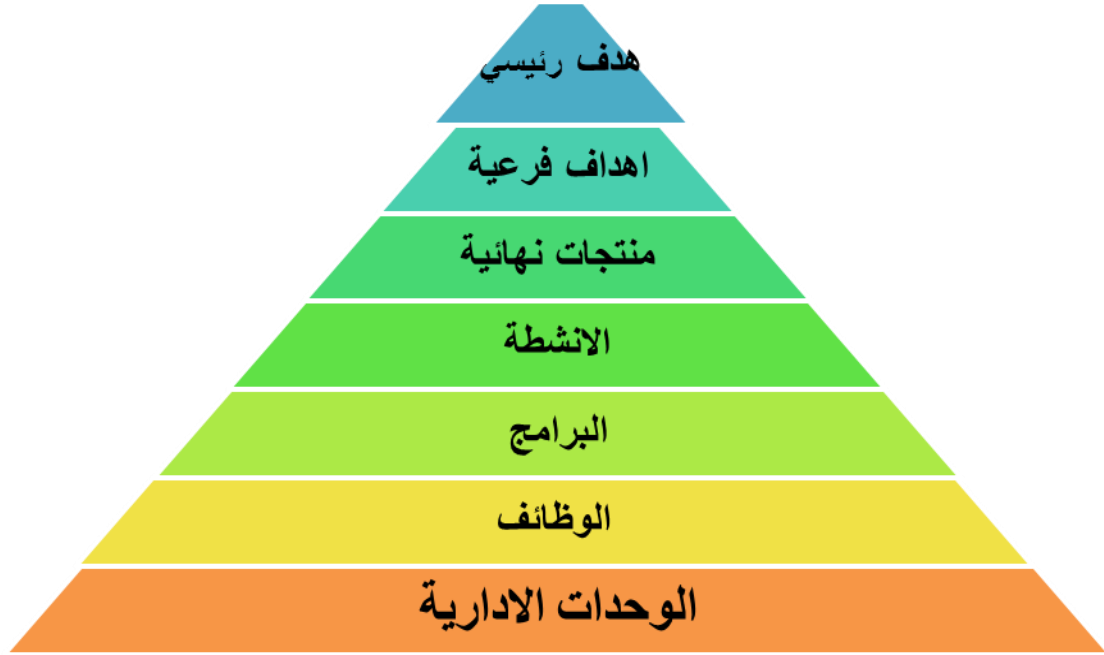 هدف رئيسي
اهداف فرعية
منتجات نهائية
الانشطة
البرامج
الوظائف
الوحدات الادارية